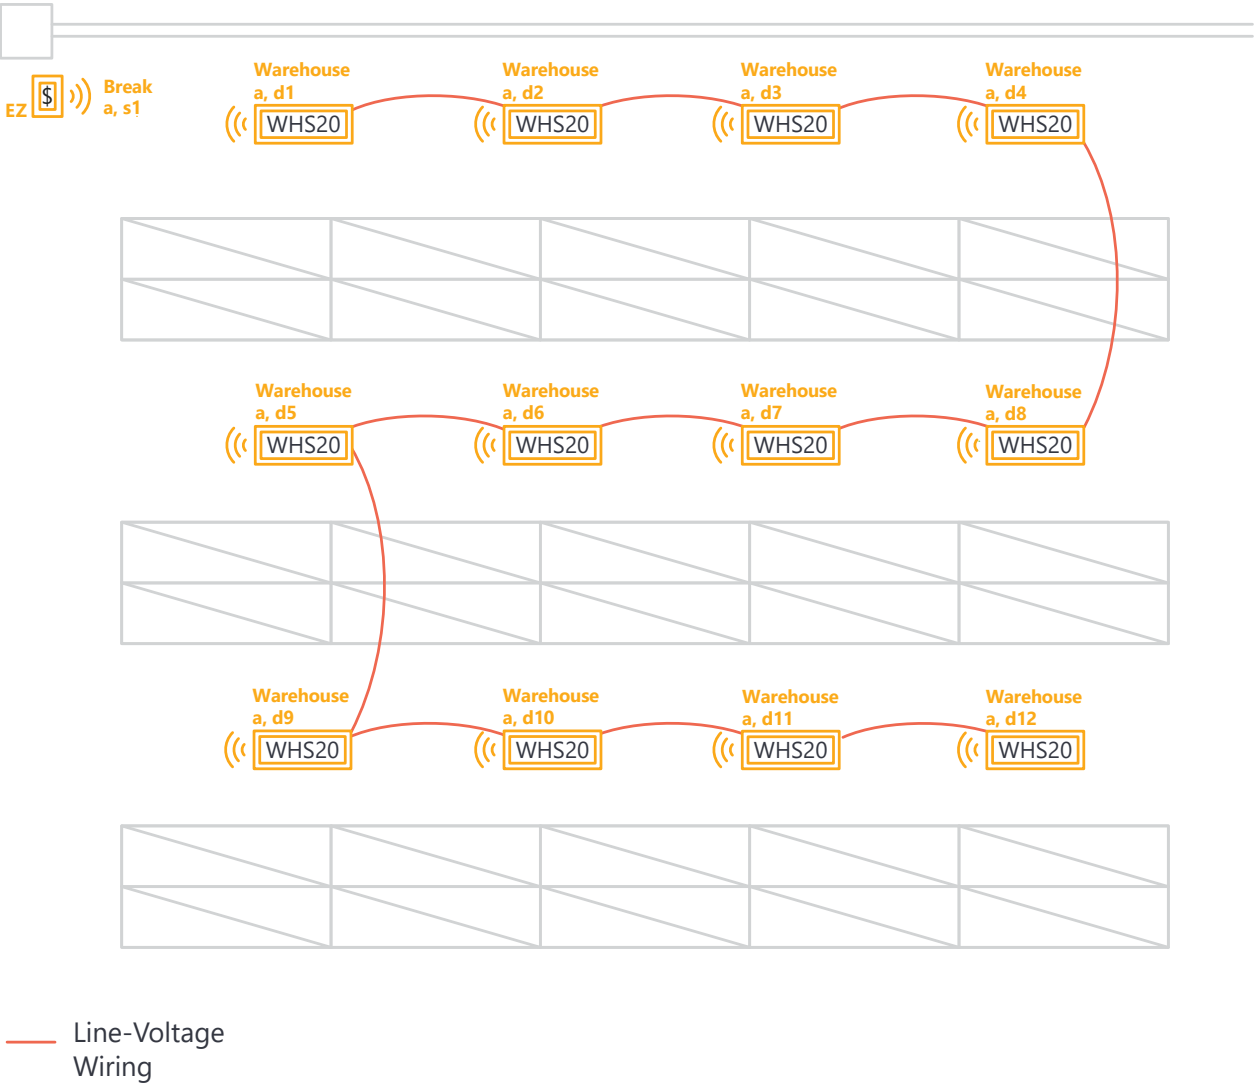 EZ
$
Break
a, s1
Warehouse
a, d1
WHS20
Warehouse
a, d2
WHS20
Warehouse
a, d3
WHS20
Warehouse
a, d4
WHS20
Warehouse
a, d5
WHS20
Warehouse
a, d6
WHS20
Warehouse
a, d7
WHS20
Warehouse
a, d8
WHS20
Warehouse
a, d9
WHS20
Warehouse
a, d10
WHS20
Warehouse
a, d11
WHS20
Warehouse
a, d12
WHS20
Line-Voltage
Wiring